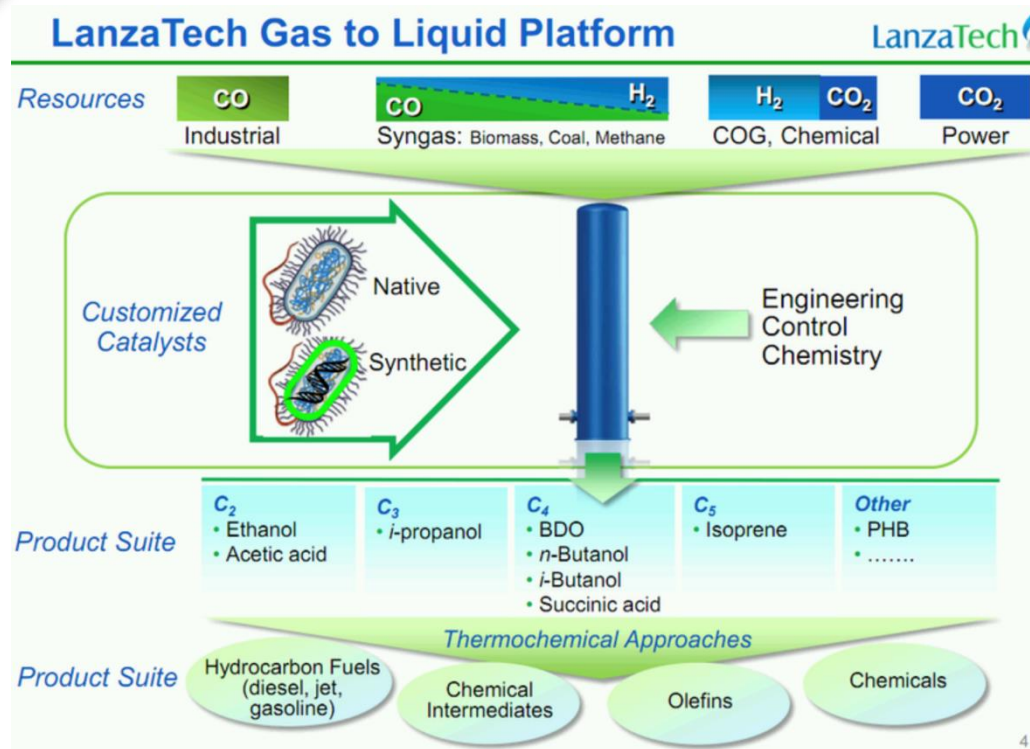 LanzaTech Gas to Liquid Platform
LanzaTech
Resources
CO
CO
H₂
H₂
CO₂
CO₂
Industrial
Syngas: Biomass, Coal, Methane
COG, Chemical
Power
Customized
Catalysts
Native
Synthetic
Engineering
Control
Chemistry
Product Suite
C₂
• Ethanol
• Acetic acid
C₃
• i-propanol
C₄
• BDO
• n-Butanol
• i-Butanol
• Succinic acid
C₅
• Isoprene
Other
• PHB
• .......
Thermochemical Approaches
Product Suite
Hydrocarbon Fuels
(diesel, jet,
gasoline)
Chemical
Intermediates
Olefins
Chemicals
4